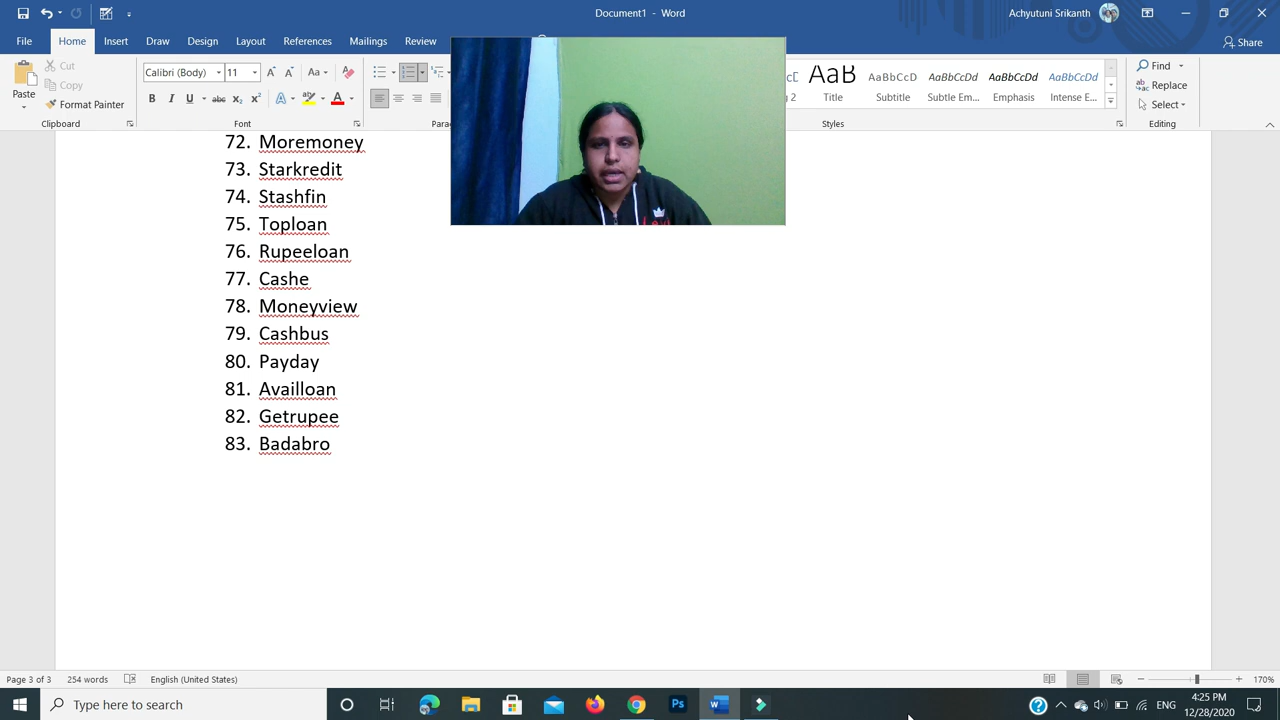 Document1 - Word
Achyutuni Srikanth
File
Home
Insert
Draw
Design
Layout
References
Mailings
Review
Share
Paste
Cut
Copy
Format Painter
Clipboard
Calibri (Body)
11
Font
AaB
Title
AaBbCcD
Subtitle
AaBbCcDd
Subtle Em...
AaBbCcDd
Emphasis
AaBbCcDd
Intense E...
Styles
Find
Replace
Select
Editing
72. Moremoney
73. Starkredit
74. Stashfin
75. Toploan
76. Rupeeloan
77. Cashe
78. Moneyview
79. Cashbus
80. Payday
81. Availloan
82. Getrupee
83. Badabro
Page 3 of 3
254 words
English (United States)
170%
Type here to search
ENG
4:25 PM
12/28/2020